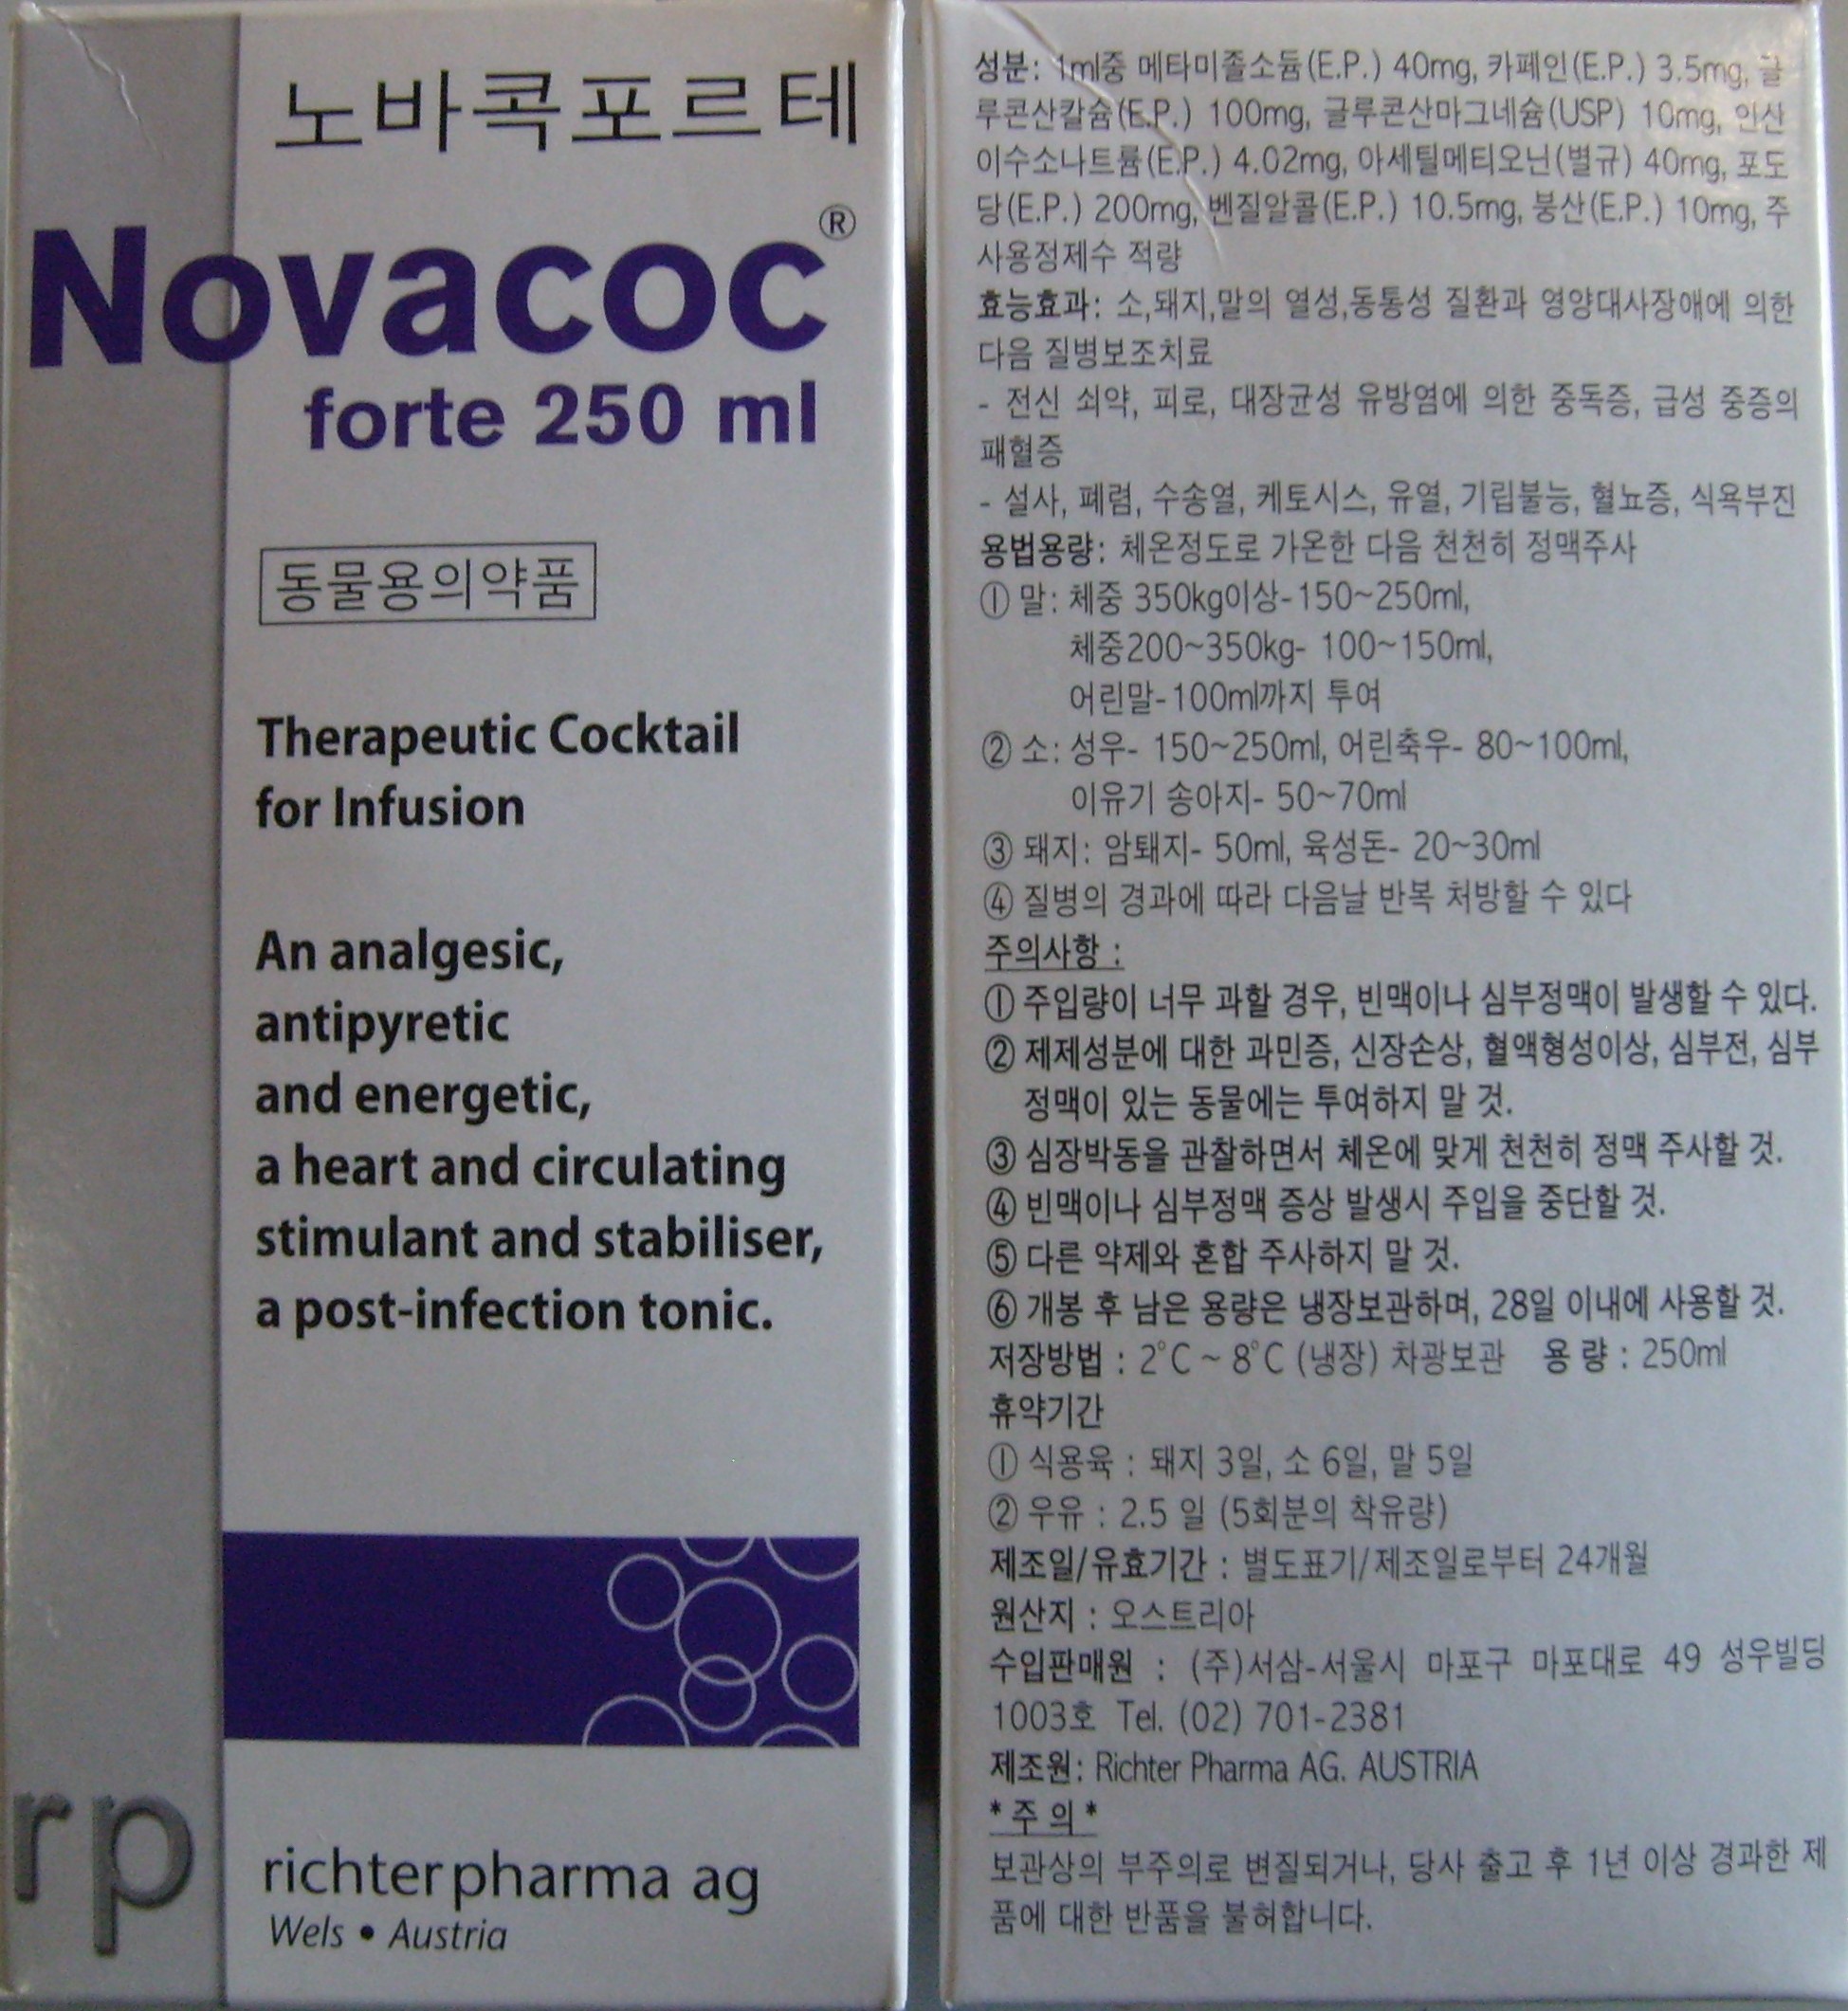 노바콕포르테
Novacoc®
forte 250 ml
동물용의약품
Therapeutic Cocktail
for Infusion
An analgesic,
antipyretic
and energetic,
a heart and circulating
stimulant and stabiliser,
a post-infection tonic.
rp
richterpharma ag
Wels • Austria
성분: 1ml중 메타미졸소듐(E.P.) 40mg, 카페인(E.P.) 3.5mg, 글
루콘산칼슘(E.P.) 100mg, 글루콘산마그네슘(USP) 10mg, 인산
이수소나트륨(E.P.) 4.02mg, 아세틸메티오닌(별규) 40mg, 포도
당(E.P.) 200mg, 벤질알콜(E.P.) 10.5mg, 붕산(E.P.) 10mg, 주
사용정제수 적량
효능효과: 소,돼지,말의 열성,동통성 질환과 영양대사장애에 의한
다음 질병보조치료
- 전신 쇠약, 피로, 대장균성 유방염에 의한 중독증, 급성 중증의
패혈증
- 설사, 폐렴, 수송열, 케토시스, 유열, 기립불능, 혈뇨증, 식욕부진
용법용량: 체온정도로 가온한 다음 천천히 정맥주사
① 말: 체중 350kg이상-150~250ml,
체중200~350kg- 100~150ml,
어린말-100ml까지 투여
② 소: 성우- 150~250ml, 어린축우- 80~100ml,
이유기 송아지- 50~70ml
③ 돼지: 암퇘지- 50ml, 육성돈- 20~30ml
④ 질병의 경과에 따라 다음날 반복 처방할 수 있다
주의사항 :
① 주입량이 너무 과할 경우, 빈맥이나 심부정맥이 발생할 수 있다.
② 제제성분에 대한 과민증, 신장손상, 혈액형성이상, 심부전, 심부
정맥이 있는 동물에는 투여하지 말 것.
③ 심장박동을 관찰하면서 체온에 맞게 천천히 정맥 주사할 것.
④ 빈맥이나 심부정맥 증상 발생시 주입을 중단할 것.
⑤ 다른 약제와 혼합 주사하지 말 것.
⑥ 개봉 후 남은 용량은 냉장보관하며, 28일 이내에 사용할 것.
저장방법 : 2°C ~ 8°C (냉장) 차광보관 용 량 : 250ml
휴약기간
① 식용육 : 돼지 3일, 소 6일, 말 5일
② 우유 : 2.5 일 (5회분의 착유량)
제조일/유효기간 : 별도표기/제조일로부터 24개월
원산지 : 오스트리아
수입판매원 : (주)서삼-서울시 마포구 마포대로 49 성우빌딩
1003호 Tel. (02) 701-2381
제조원: Richter Pharma AG. AUSTRIA
* 주 의 *
보관상의 부주의로 변질되거나, 당사 출고 후 1년 이상 경과한 제
품에 대한 반품을 불허합니다.